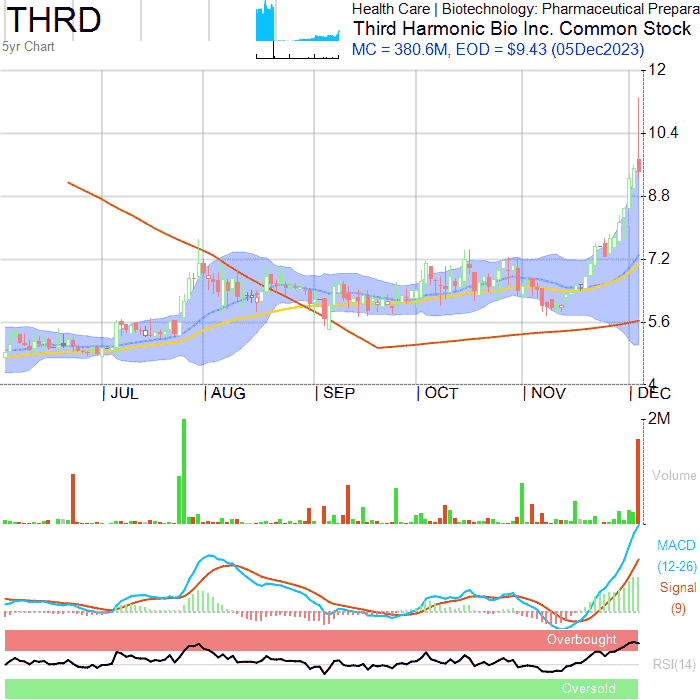 THRD
5yr Chart
Health Care | Biotechnology: Pharmaceutical Prepara
Third Harmonic Bio Inc. Common Stock
MC = 380.6M, EOD = $9.43 (05Dec2023)
12
10.4
8.8
7.2
5.6
4
JUL
AUG
SEP
OCT
NOV
DEC
2M
Volume
MACD
(12-26)
Signal
(9)
Overbought
RSI(14)
Oversold